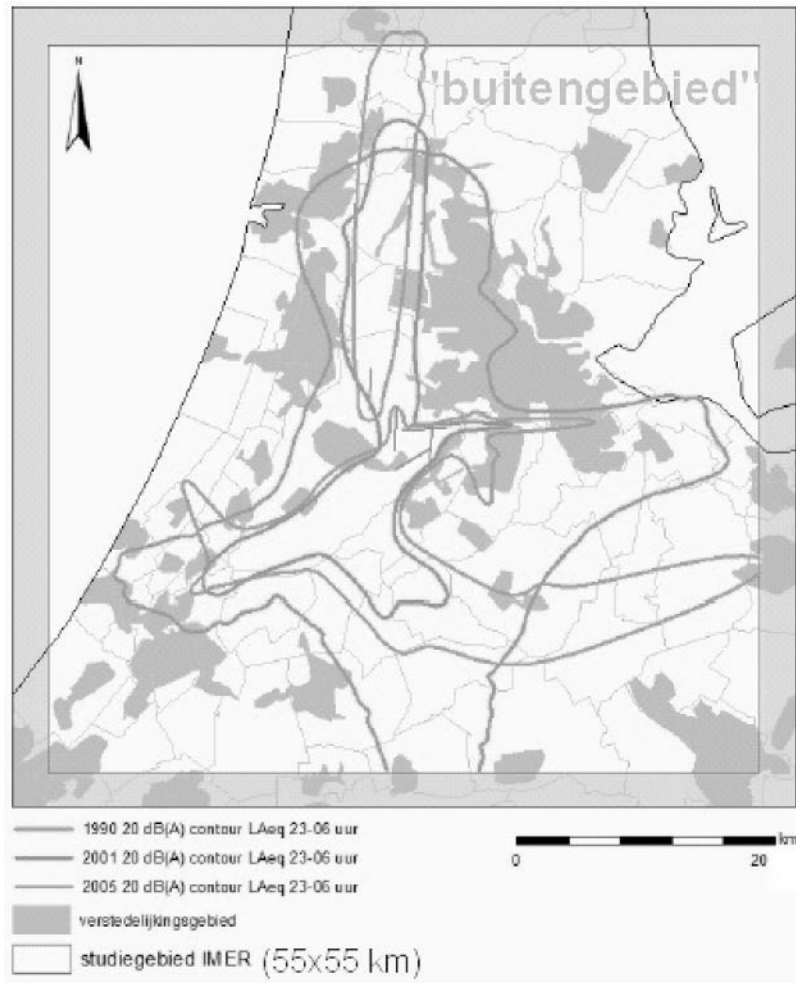 N
"buitengebied"
1990 20 dB(A) contour LAeq 23-06 uur
2001 20 dB(A) contour LAeq 23-06 uur
2005 20 dB(A) contour LAeq 23-06 uur
verstedelijkingsgebied
studiegebied IMER (55x55 km)
km
0 20